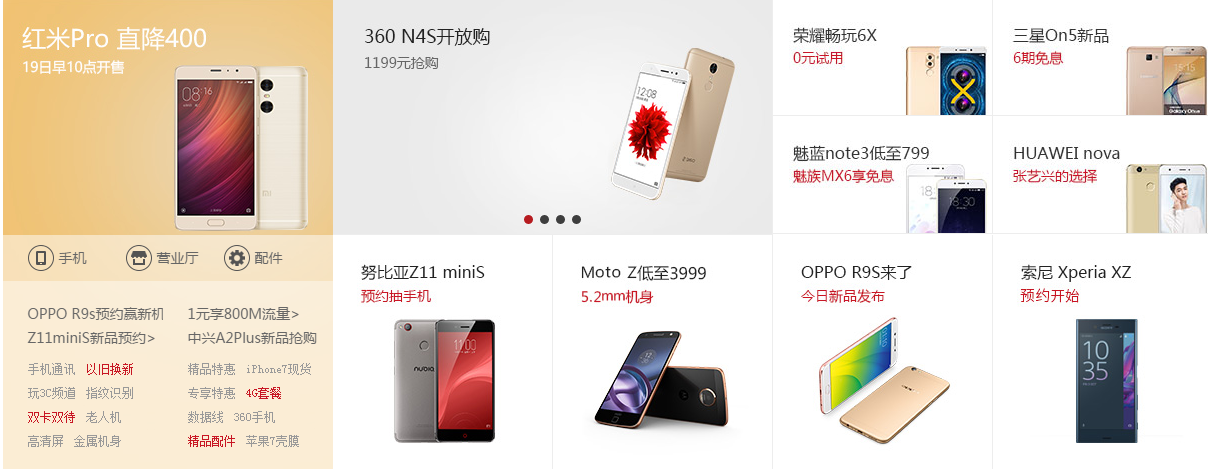 红米Pro 直降400
19日早10点开售
08:16
手机
营业厅
配件
OPPO R9s预约赢新机
1元享800M流量>
Z11miniS新品预约>
中兴A2Plus新品抢购
手机通讯 以旧换新
精品特惠 iPhone7现货
玩3C频道 指纹识别
专享特惠 4G套餐
双卡双待 老人机
数据线 360手机
高清屏 金属机身
精品配件 苹果7壳膜
360 N4S开放购
1199元抢购
12:08
荣耀畅玩6X
0元试用
三星On5新品
6期免息
魅蓝note3低至799
魅族MX6享免息
HUAWEI nova
张艺兴的选择
努比亚Z11 miniS
预约抽手机
nubia
Moto Z低至3999
5.2mm机身
OPPO R9S来了
今日新品发布
索尼 Xperia XZ
预约开始
10
35